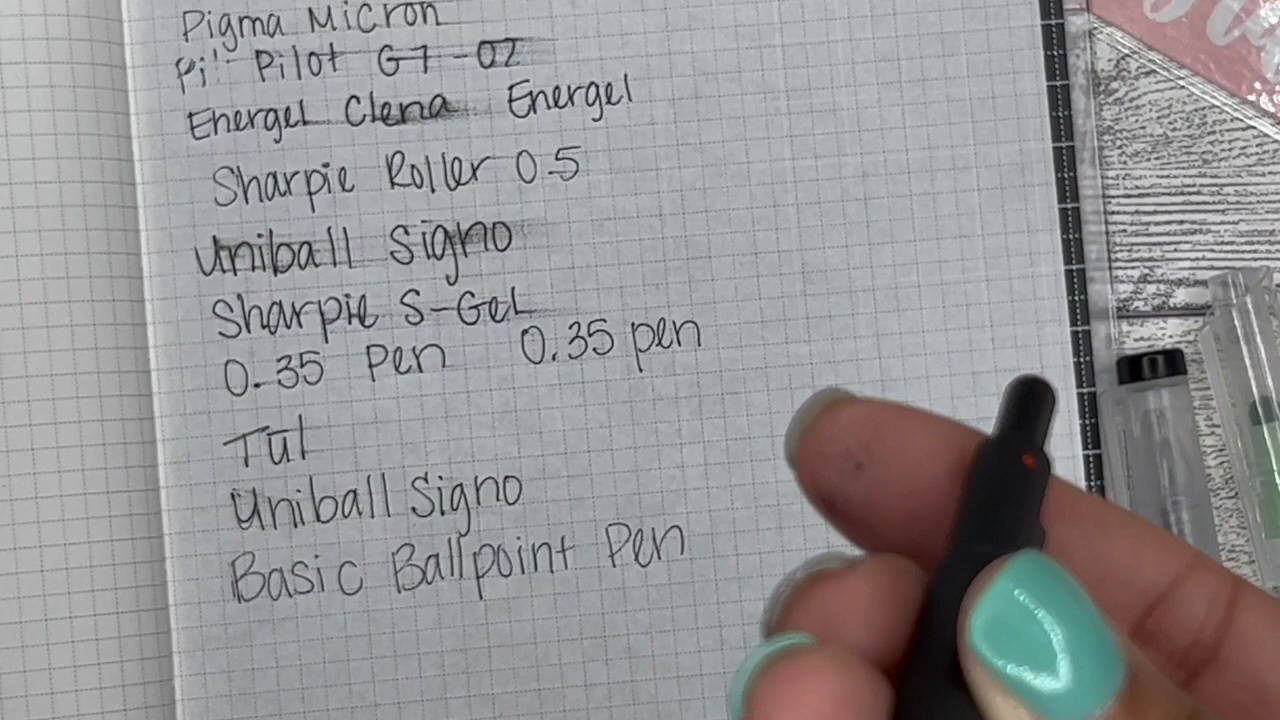 Pigma Micron
Pi Pilot G7-02
Energel Clena Energel
Sharpie Roller 0.5
Uniball Signo
Sharpie S-Gel
0.35 Pen 0.35 pen
Tul
Uniball Signo
Basic Ballpoint Pen